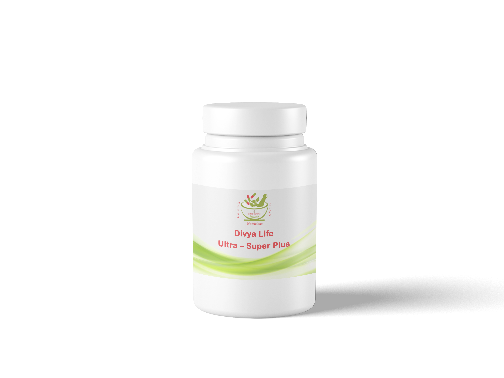 Divya Life
Ultra – Super Plus